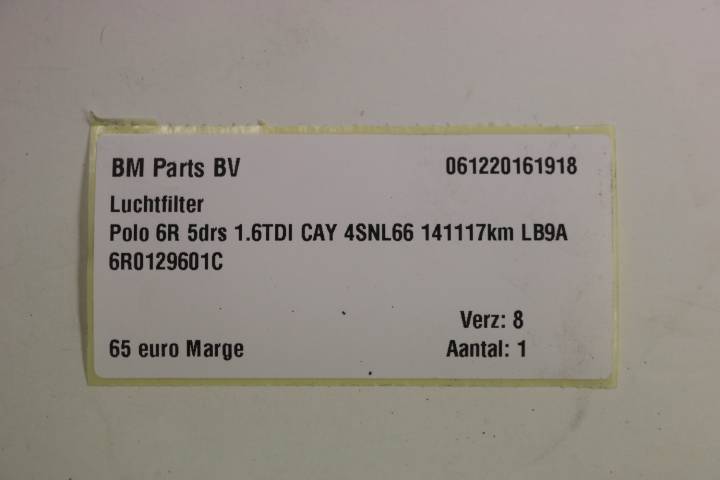 BM Parts BV 061220161918
Luchtfilter
Polo 6R 5drs 1.6TDI CAY 4SNL66 141117km LB9A
6R0129601C
Verz: 8
65 euro Marge Aantal: 1